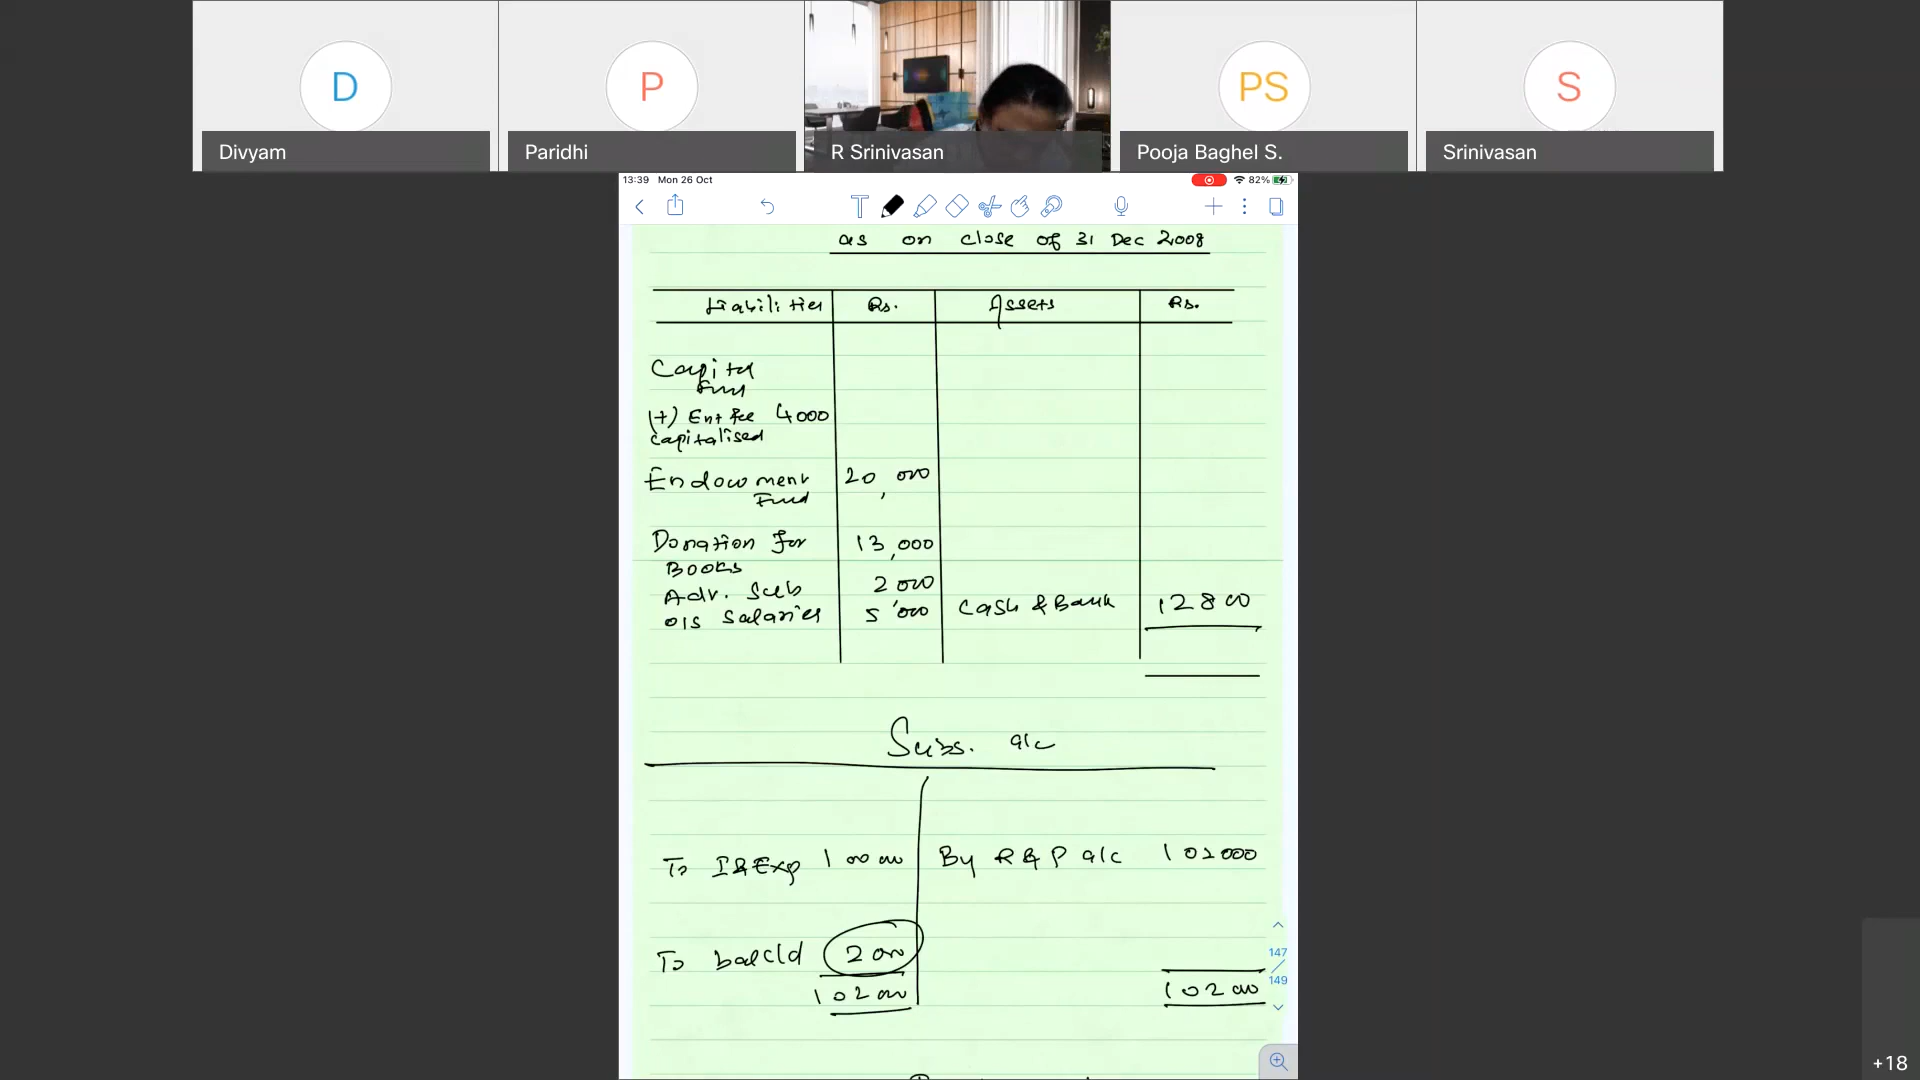 D
P
PS
S
Divyam
Paridhi
R Srinivasan
Pooja Baghel S.
Srinivasan
13:39 Mon 26 Oct
82%
T
as on close of 31 Dec 2008
Liabilities Rs. Assets Rs.
Capital
Fund
(+) Ent fee 4000
capitalised
Endowment 20,000
Fund
Donation for 13,000
Books
Adv. Sub 2000
o/s Salaries 5'000 Cash & Bank 12800
Subs. a/c
To I&Exp 100000 By R&P a/c 102000
To bal c/d 2000
102000 102000
147
149
+18